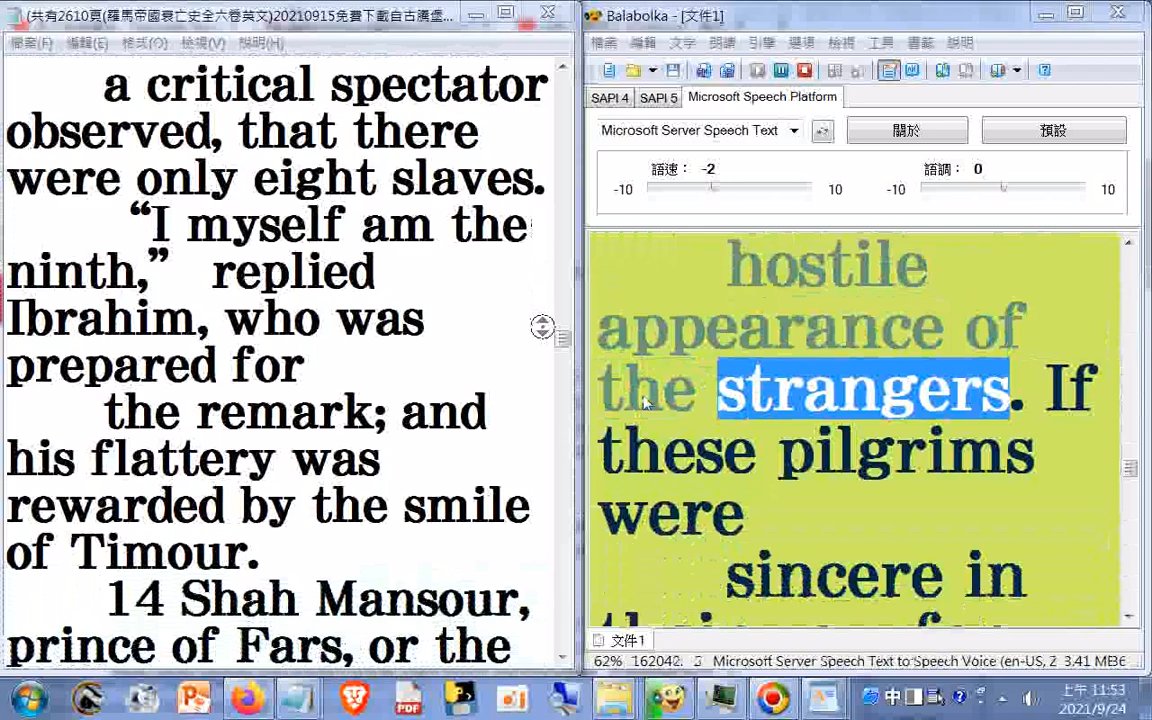 (共有2610頁(羅馬帝國衰亡史全六卷英文)20210915免費下載自古騰堡...
檔案(F) 編輯(E) 格式(O) 檢視(V) 說明(H)
a critical spectator
observed, that there
were only eight slaves.
“I myself am the
ninth,” replied
Ibrahim, who was
prepared for
the remark; and
his flattery was
rewarded by the smile
of Timour.
14 Shah Mansour,
prince of Fars, or the
Balabolka - [文件1]
檔案 編輯 文字 朗讀 引擎 選項 檢視 工具 書籤 說明
SAPI 4 SAPI 5 Microsoft Speech Platform
Microsoft Server Speech Text 關於 預設
語速: -2 語調: 0
-10 10 -10 10
hostile
appearance of
the strangers. If
these pilgrims
were
sincere in
文件1
62% 162042. Microsoft Server Speech Text to Speech Voice (en-US, Z 3.41 MB
中
上午 11:53
2021/9/24